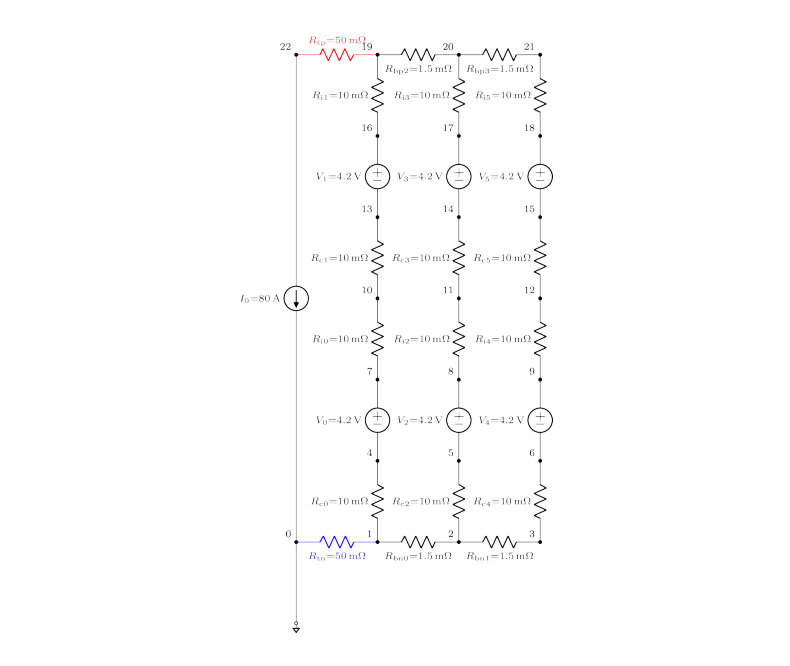 R_tp=50 mΩ
22 19 20 21
R_bp2=1.5 mΩ R_bp3=1.5 mΩ
R_i1=10 mΩ R_i3=10 mΩ R_i5=10 mΩ
16 17 18
V_1=4.2 V V_3=4.2 V V_5=4.2 V
13 14 15
R_c1=10 mΩ R_c3=10 mΩ R_c5=10 mΩ
10 11 12
I_0=80 A
R_i0=10 mΩ R_i2=10 mΩ R_i4=10 mΩ
7 8 9
V_0=4.2 V V_2=4.2 V V_4=4.2 V
4 5 6
R_c0=10 mΩ R_c2=10 mΩ R_c4=10 mΩ
0 1 2 3
R_tn=50 mΩ R_bn0=1.5 mΩ R_bn1=1.5 mΩ